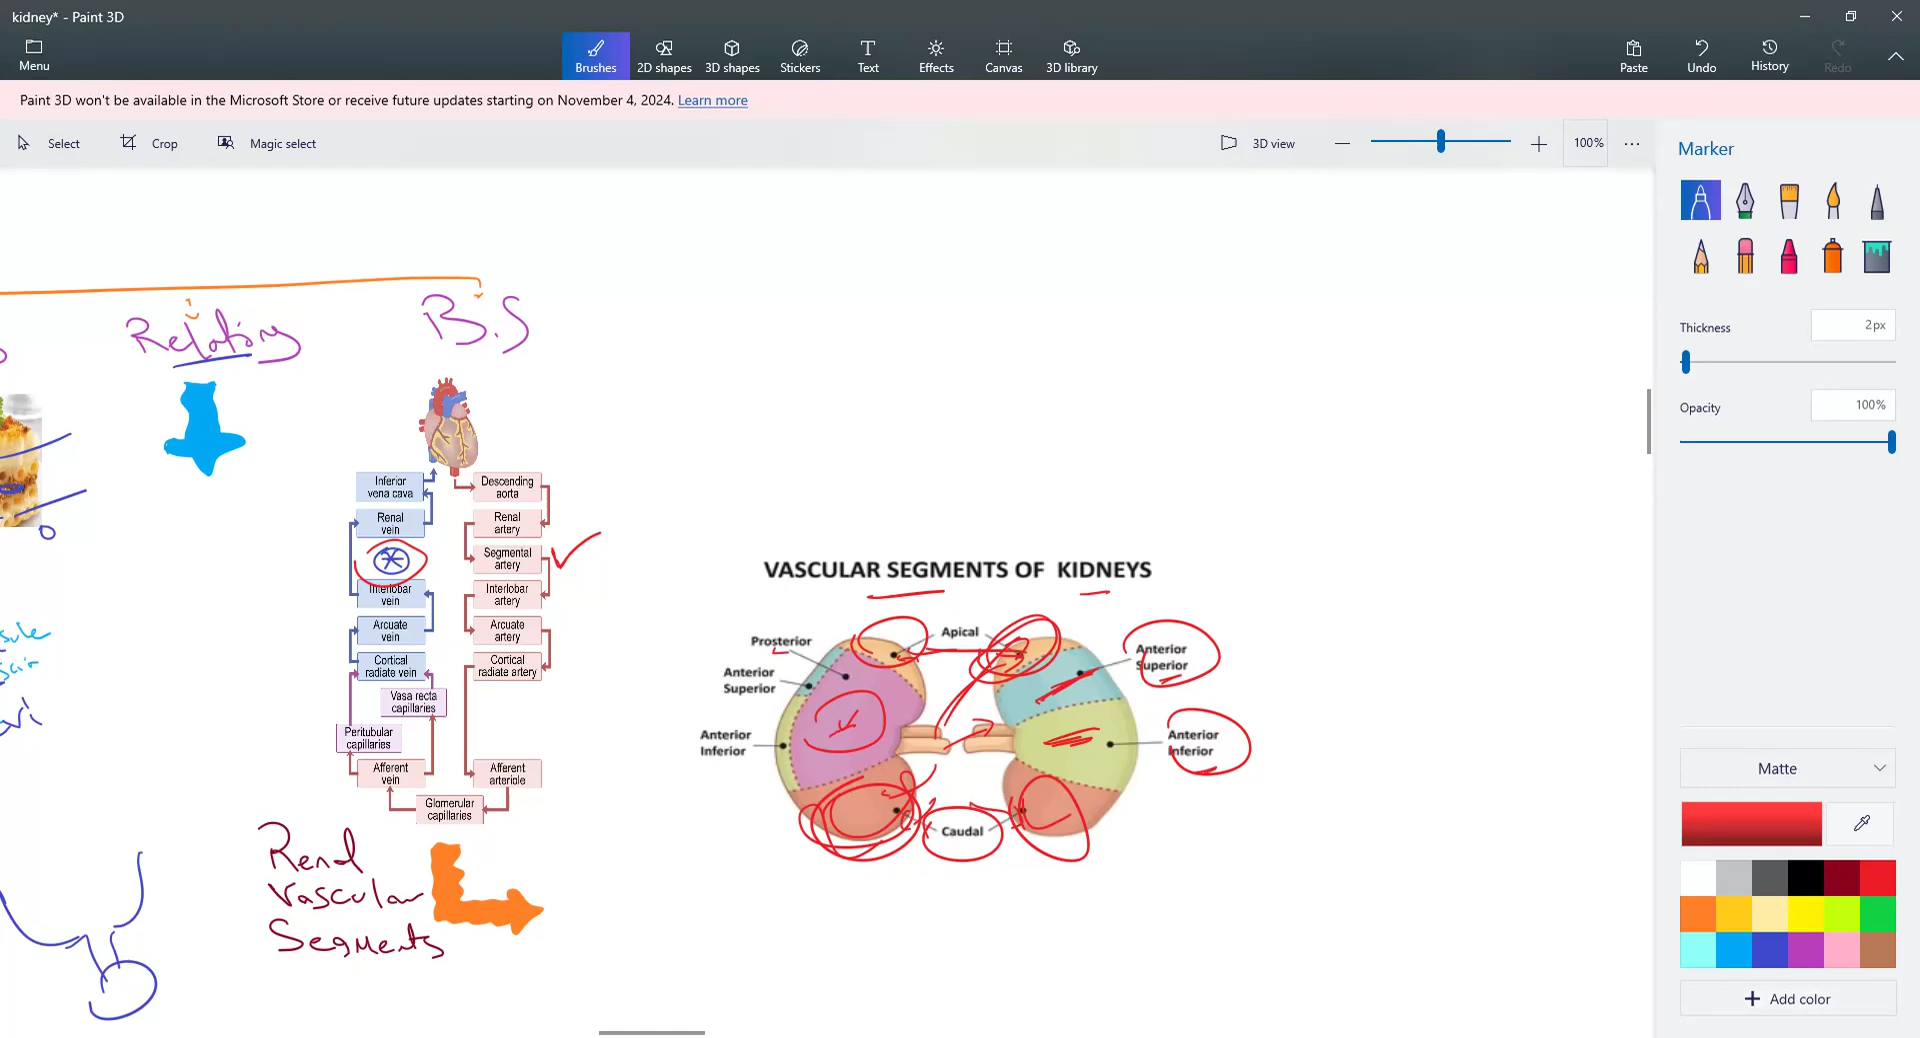 kidney* - Paint 3D
Menu
Brushes
2D shapes
3D shapes
Stickers
Text
Effects
Canvas
3D library
Paste
Undo
History
Redo
Paint 3D won't be available in the Microsoft Store or receive future updates starting on November 4, 2024. Learn more
Select
Crop
Magic select
3D view
100%
Marker
Thickness
2px
Opacity
100%
Matte
Add color
B.S
Inferior
vena cava
Renal
vein
Interlobar
vein
Arcuate
vein
Cortical
radiate vein
Vasa recta
capillaries
Peritubular
capillaries
Afferent
vein
Glomerular
capillaries
Descending
aorta
Renal
artery
Segmental
artery
Interlobar
artery
Arcuate
artery
Cortical
radiate artery
Afferent
arteriole
Renal
Vascular
Segments
VASCULAR SEGMENTS OF KIDNEYS
Prosterior
Anterior
Superior
Anterior
Inferior
Apical
Anterior
Superior
Anterior
Inferior
Caudal